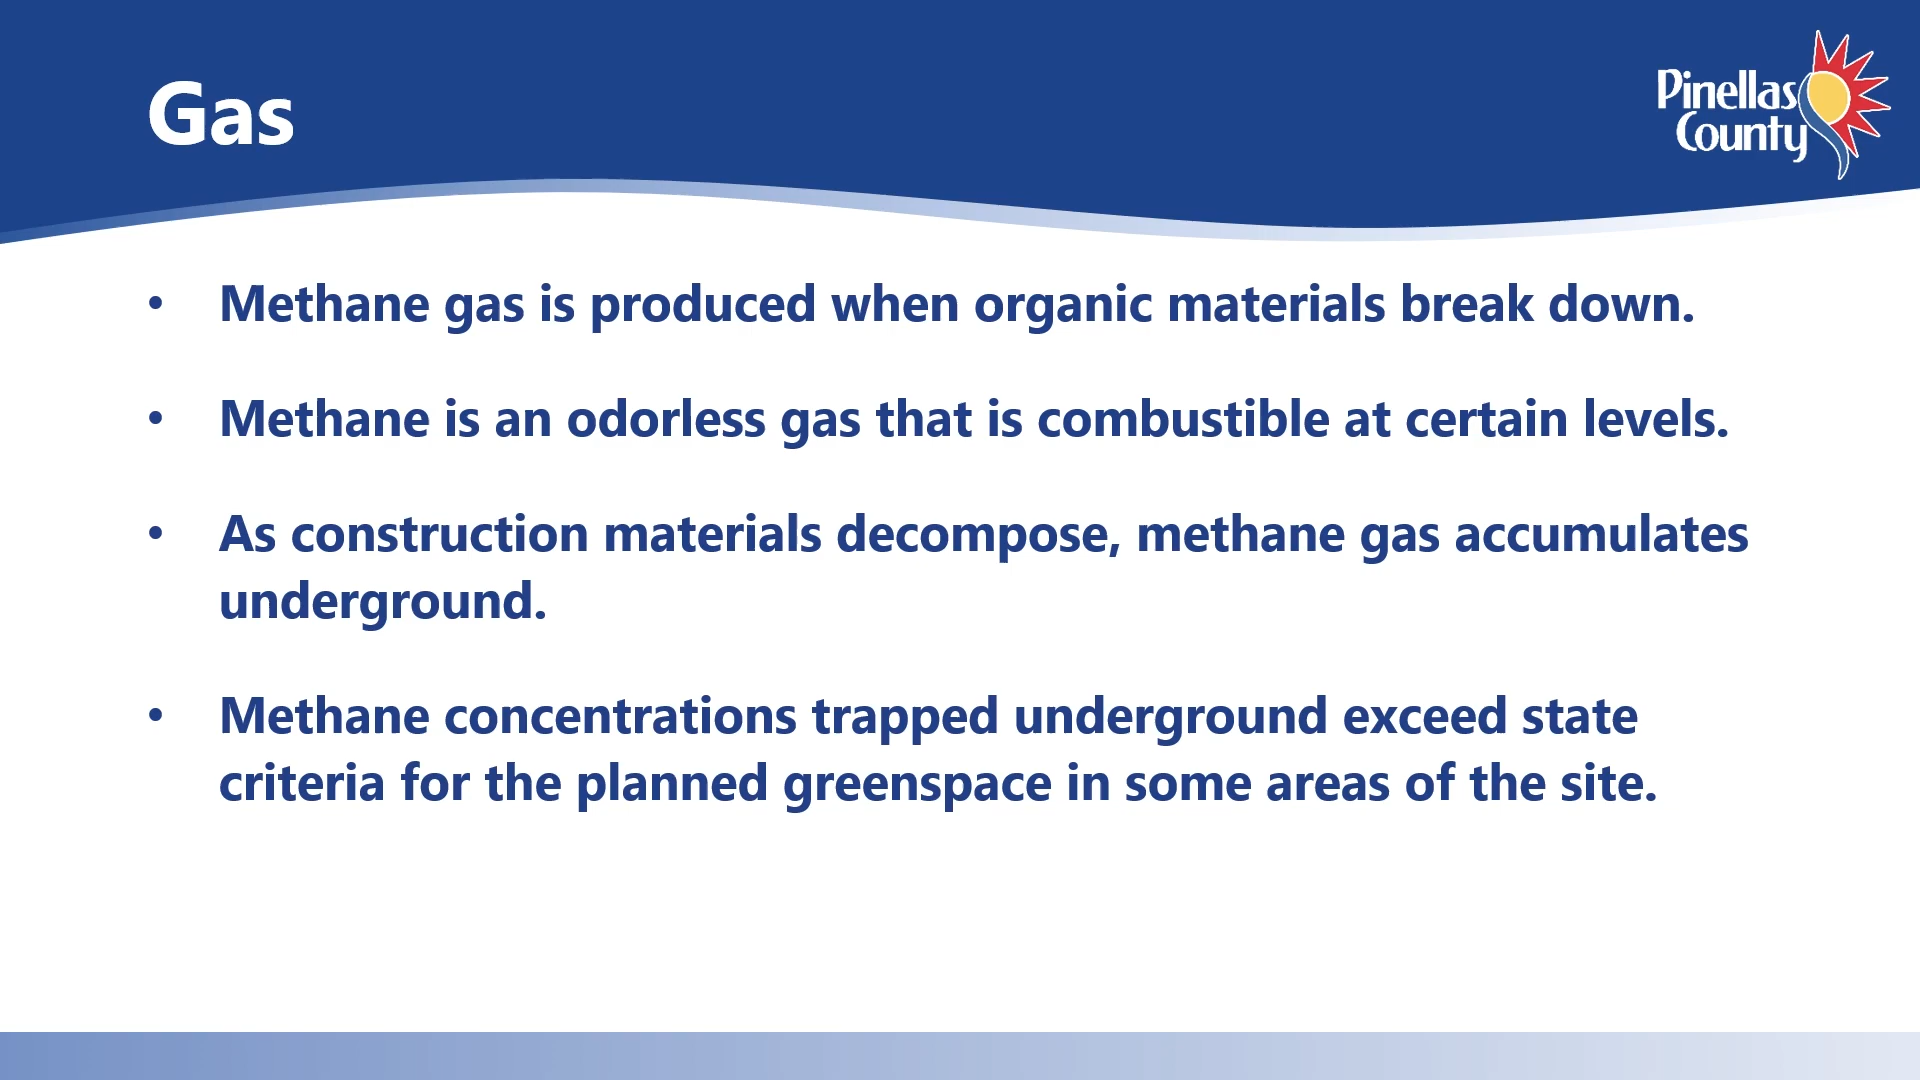 Gas
Pinellas
County
• Methane gas is produced when organic materials break down.
• Methane is an odorless gas that is combustible at certain levels.
• As construction materials decompose, methane gas accumulates
underground.
• Methane concentrations trapped underground exceed state
criteria for the planned greenspace in some areas of the site.